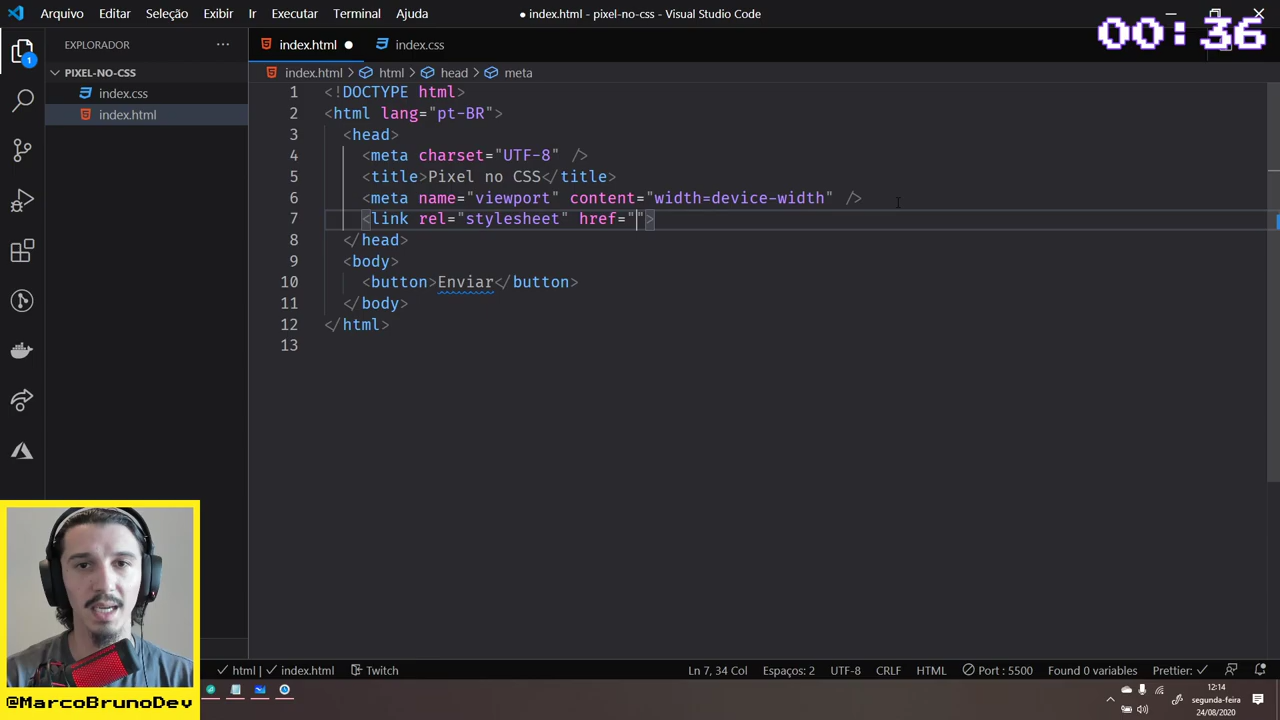 Arquivo Editar Seleção Exibir Ir Executar Terminal Ajuda
● index.html - pixel-no-css - Visual Studio Code
00:36
EXPLORADOR ···
index.html ●
index.css
PIXEL-NO-CSS
index.css
index.html
index.html > html > head > meta
1 <!DOCTYPE html>
2 <html lang="pt-BR">
3 <head>
4 <meta charset="UTF-8" />
5 <title>Pixel no CSS</title>
6 <meta name="viewport" content="width=device-width" />
7 <link rel="stylesheet" href="">
8 </head>
9 <body>
10 <button>Enviar</button>
11 </body>
12 </html>
13
1
@MarcoBrunoDev
html | index.html Twitch
Ln 7, 34 Col Espaços: 2 UTF-8 CRLF HTML Port : 5500 Found 0 variables Prettier:
12:14
segunda-feira
24/08/2020